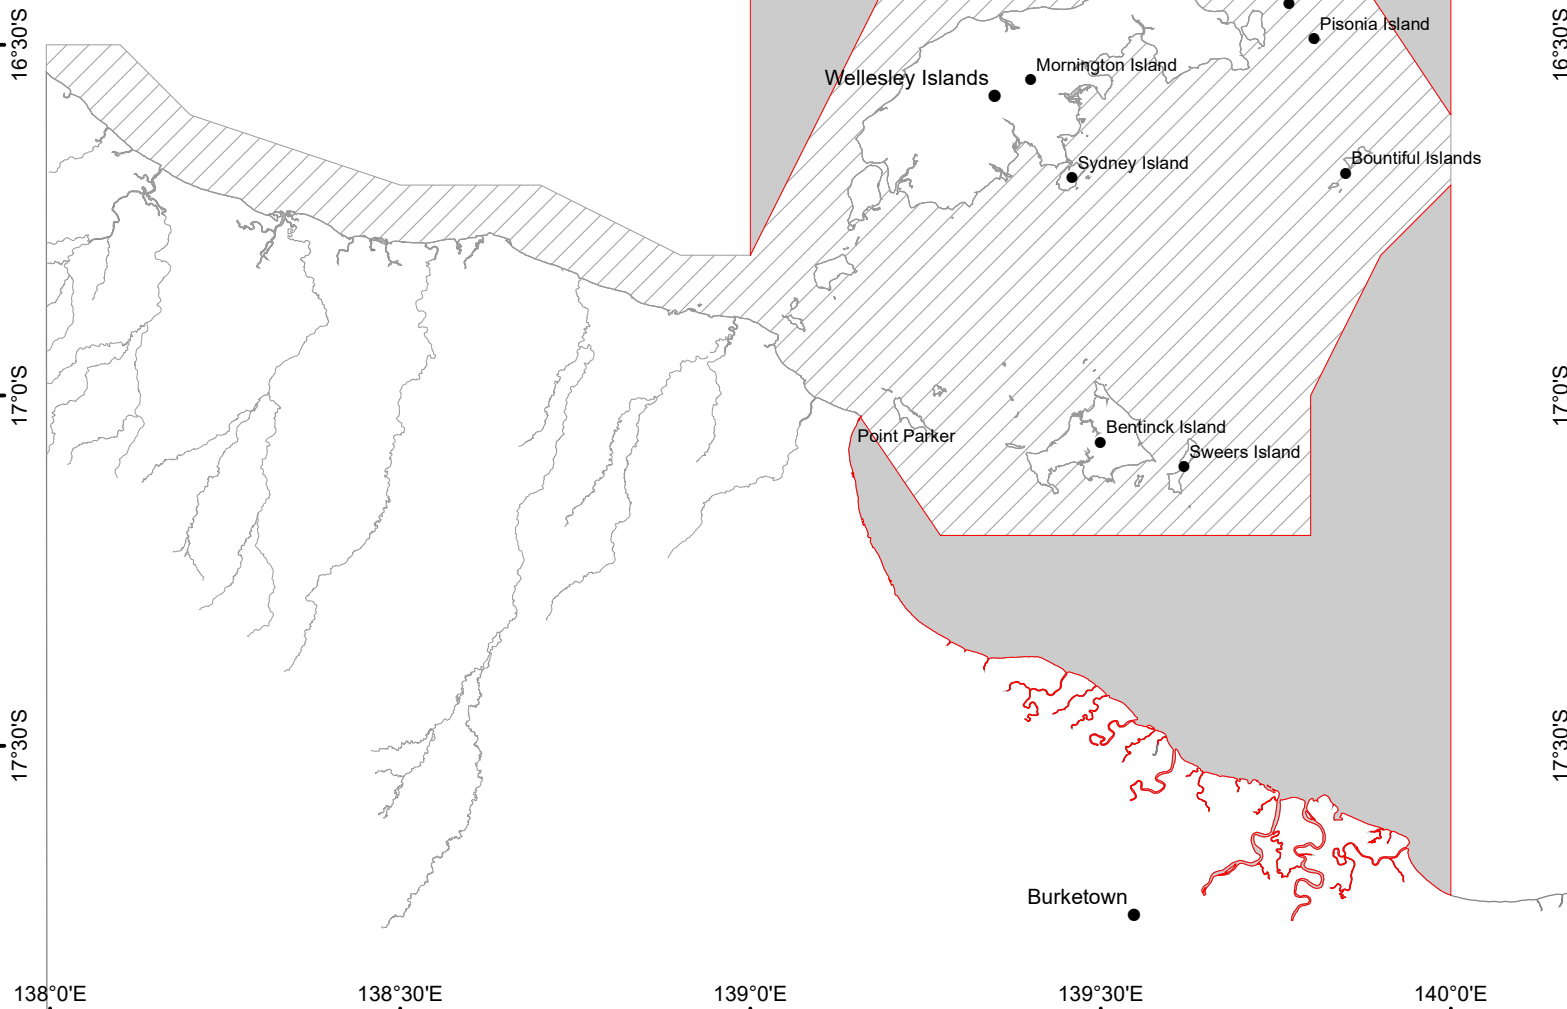 16°30'S
16°30'S
Pisonia Island
Mornington Island
Wellesley Islands
Bountiful Islands
Sydney Island
17°0'S
17°0'S
Bentinck Island
Point Parker
Sweers Island
17°30'S
17°30'S
Burketown
138°0'E
138°30'E
139°0'E
139°30'E
140°0'E